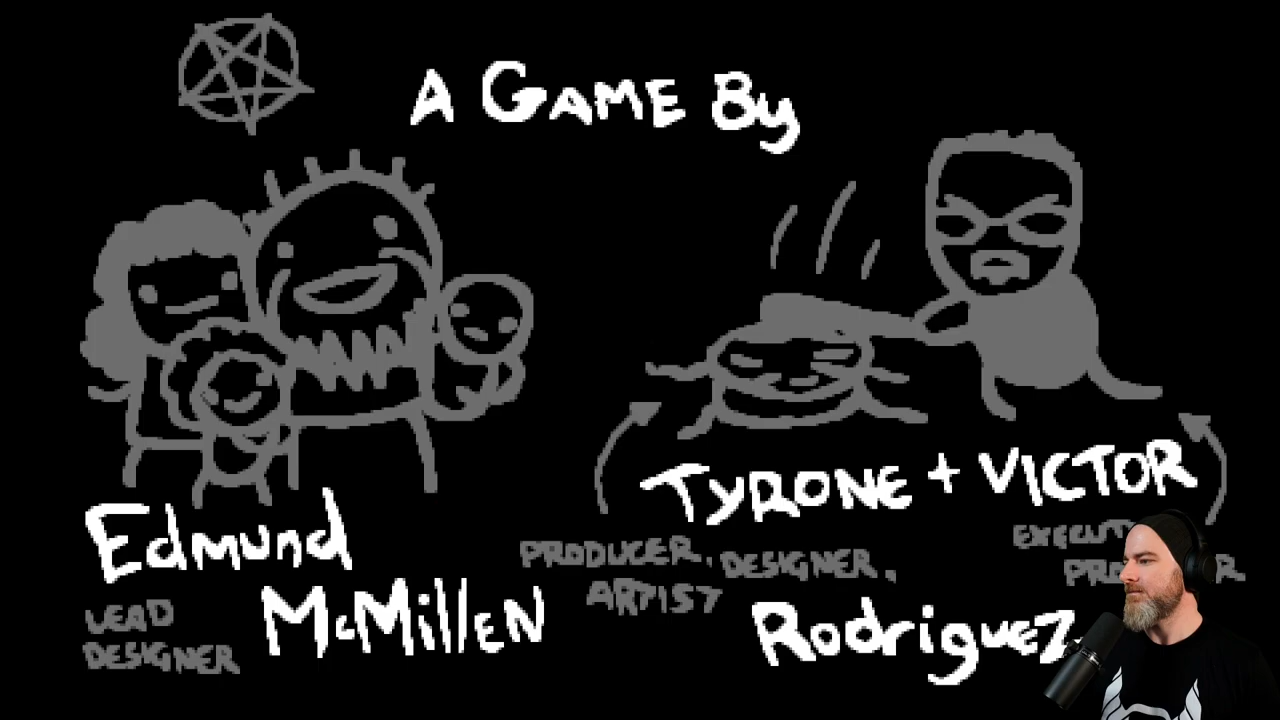 A GAME By
Edmund
McMillEN
LEAD
DESIGNER
TYRONE + VICTOR
PRODUCER, DESIGNER,
ARTIST
Rodriguez